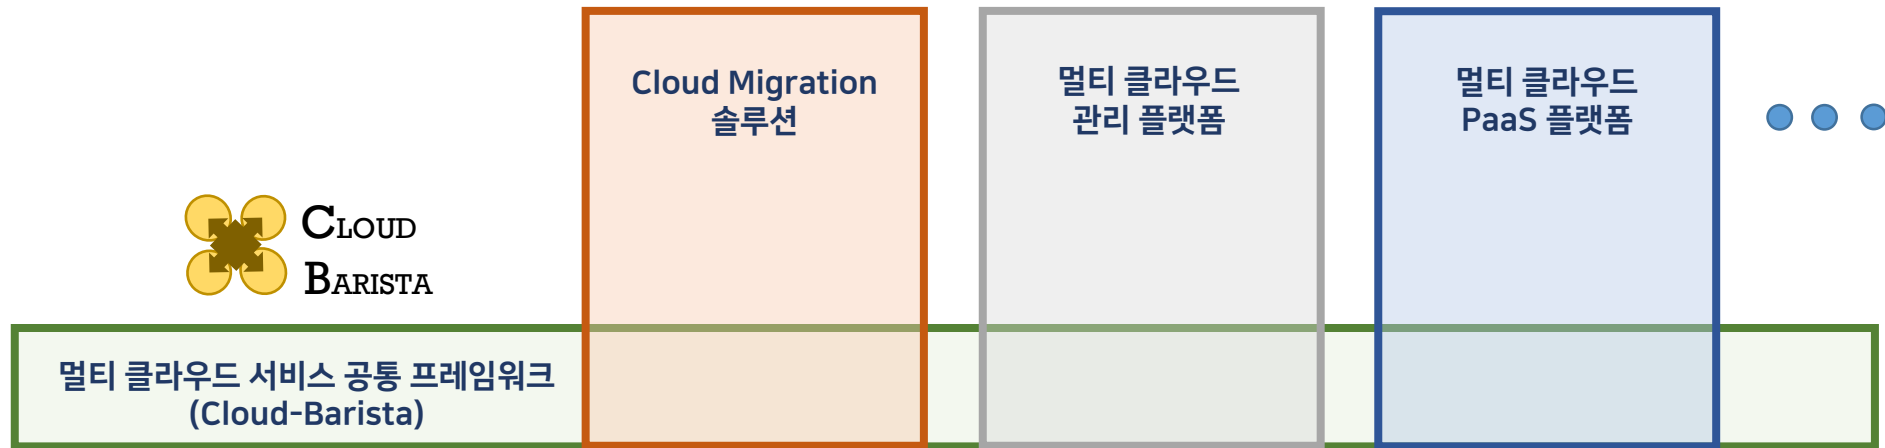 Cloud Migration
솔루션
멀티 클라우드
관리 플랫폼
멀티 클라우드
PaaS 플랫폼
CLOUD
BARISTA
멀티 클라우드 서비스 공통 프레임워크
(Cloud-Barista)